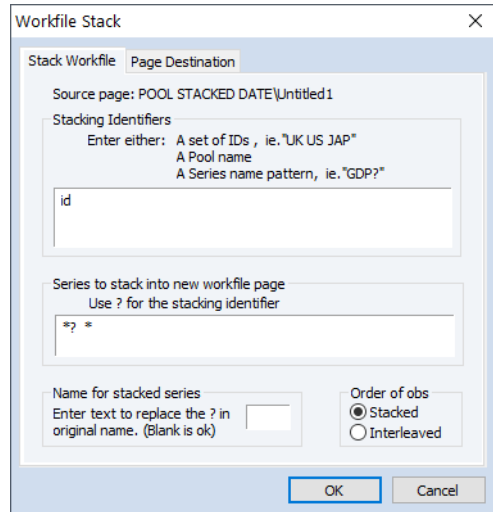 Workfile Stack
Stack Workfile Page Destination
Source page: POOL STACKED DATE\Untitled1
Stacking Identifiers
Enter either: A set of IDs , ie."UK US JAP"
A Pool name
A Series name pattern, ie."GDP?"
id
Series to stack into new workfile page
Use ? for the stacking identifier
*? *
Name for stacked series
Enter text to replace the ? in
original name. (Blank is ok)
Order of obs
Stacked
Interleaved
OK Cancel